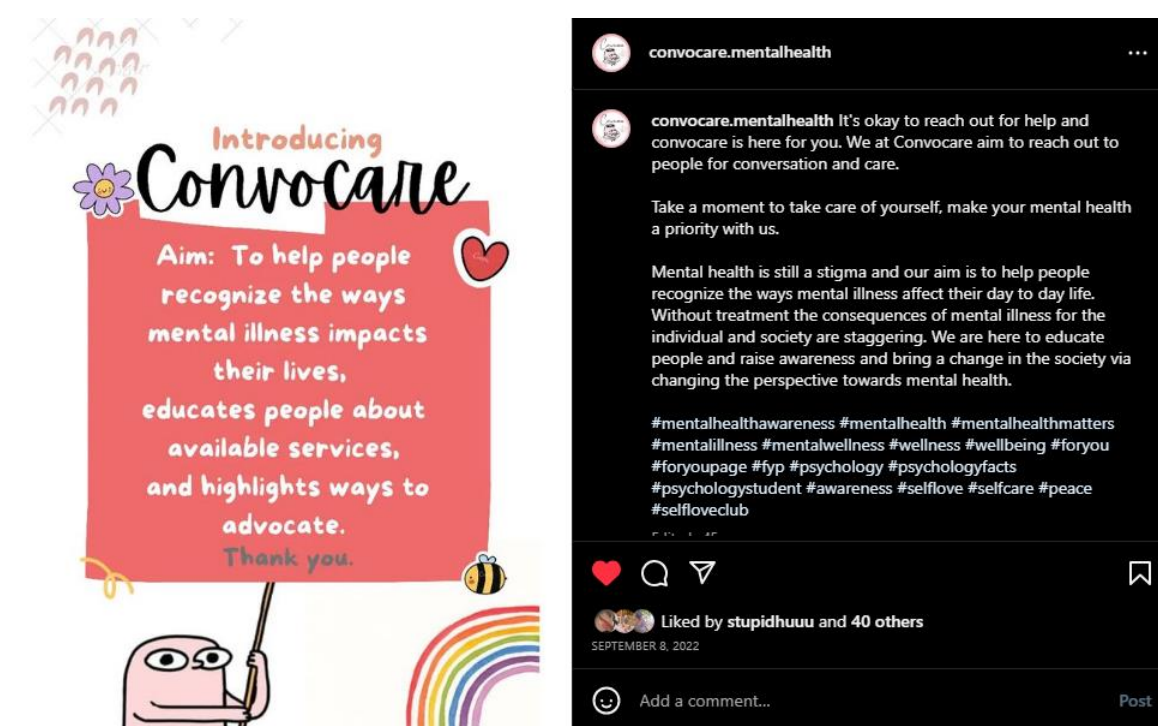 Introducing
Convocare
Aim: To help people
recognize the ways
mental illness impacts
their lives,
educates people about
available services,
and highlights ways to
advocate.
Thank you.
convocare.mentalhealth
convocare.mentalhealth It's okay to reach out for help and
convocare is here for you. We at Convocare aim to reach out to
people for conversation and care.
Take a moment to take care of yourself, make your mental health
a priority with us.
Mental health is still a stigma and our aim is to help people
recognize the ways mental illness affect their day to day life.
Without treatment the consequences of mental illness for the
individual and society are staggering. We are here to educate
people and raise awareness and bring a change in the society via
changing the perspective towards mental health.
#mentalhealthawareness #mentalhealth #mentalhealthmatters
#mentalillness #mentalwellness #wellness #wellbeing #foryou
#foryoupage #fyp #psychology #psychologyfacts
#psychologystudent #awareness #selflove #selfcare #peace
#selfloveclub
Liked by stupidhuuu and 40 others
SEPTEMBER 8, 2022
Add a comment...
Post